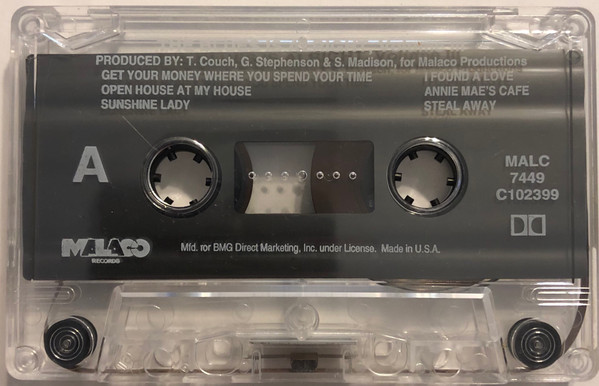 PRODUCED BY: T. Couch, G. Stephenson & S. Madison, for Malaco Productions
GET YOUR MONEY WHERE YOU SPEND YOUR TIME
OPEN HOUSE AT MY HOUSE
SUNSHINE LADY
I FOUND A LOVE
ANNIE MAE'S CAFE
STEAL AWAY
A
MALC
7449
C102399
MALACO
RECORDS
Mfd. for BMG Direct Marketing, Inc. under License. Made in U.S.A.